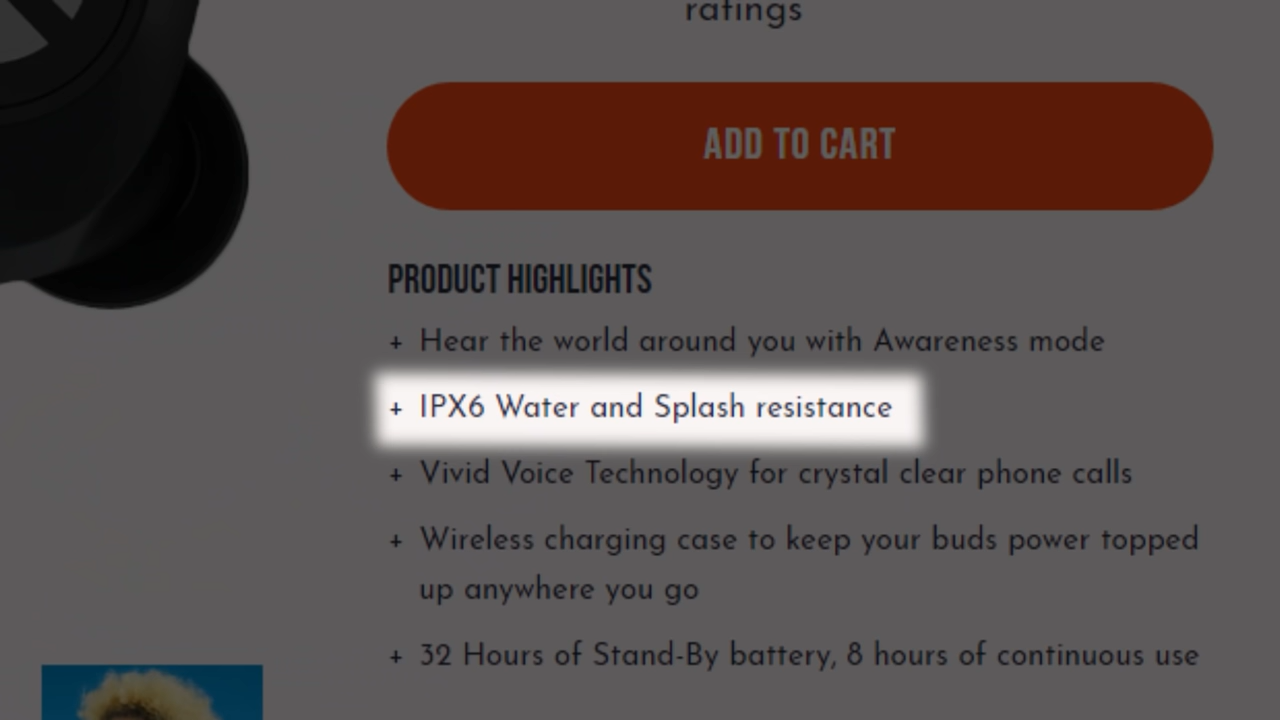 ratings
ADD TO CART
PRODUCT HIGHLIGHTS
+ Hear the world around you with Awareness mode
+ IPX6 Water and Splash resistance
+ Vivid Voice Technology for crystal clear phone calls
+ Wireless charging case to keep your buds power topped
up anywhere you go
+ 32 Hours of Stand-By battery, 8 hours of continuous use